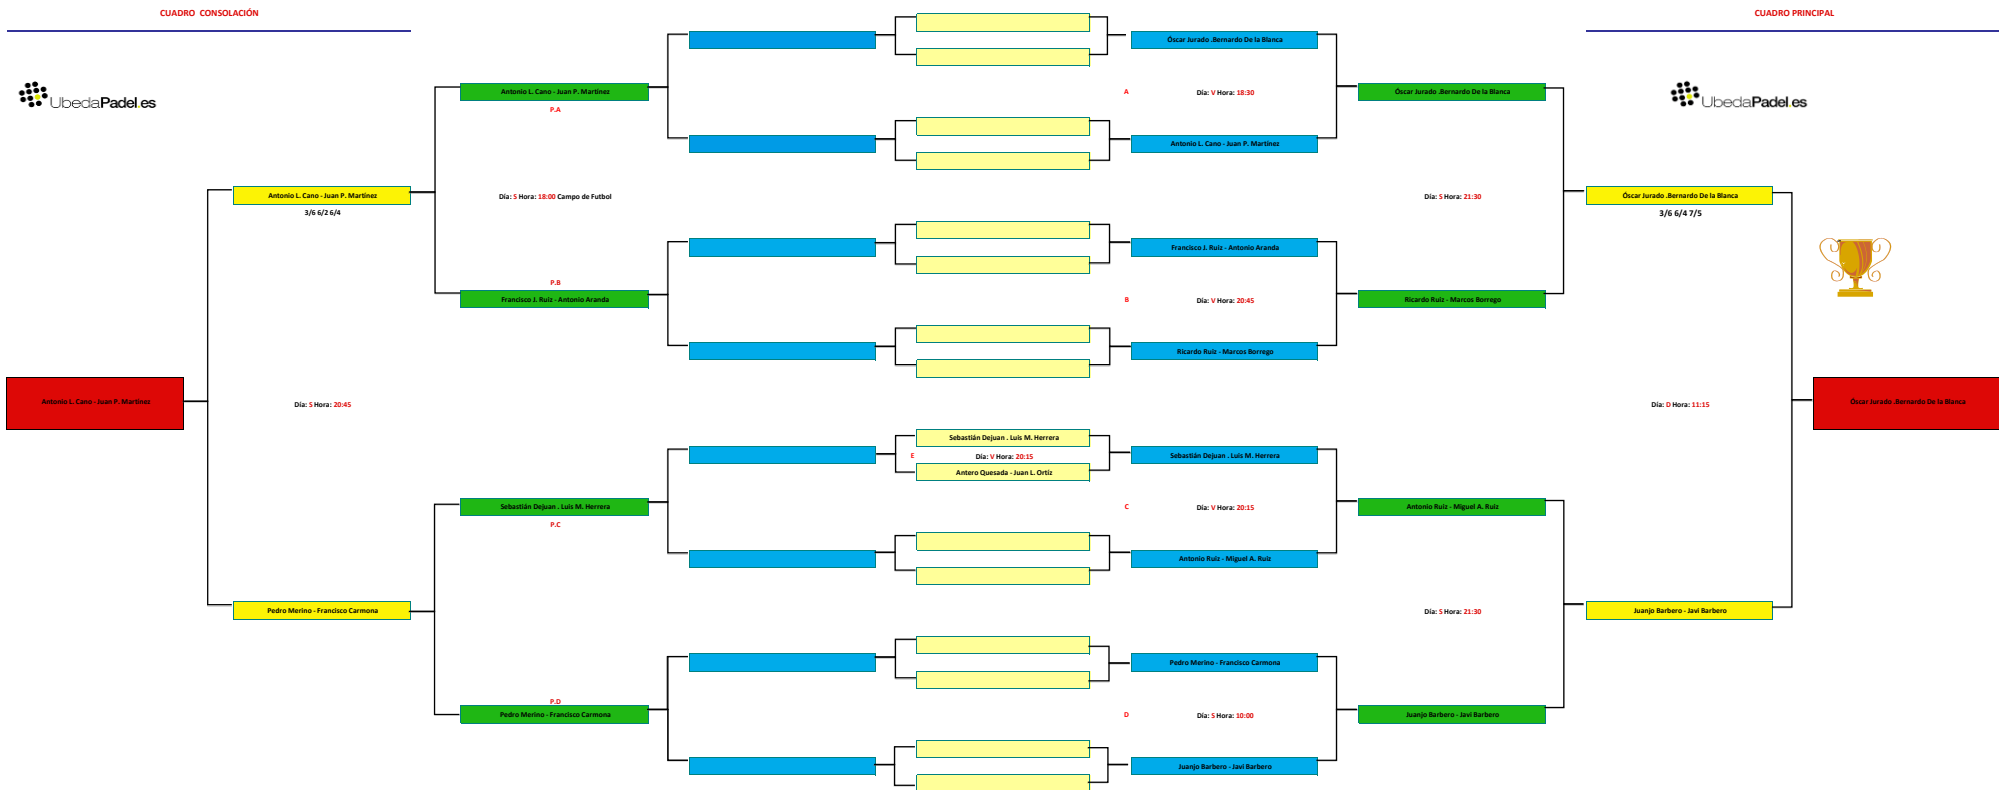 CUADRO CONSOLACIÓN
CUADRO PRINCIPAL
Óscar Jurado .Bernardo De la Blanca
UbedaPadel.es
Antonio L. Cano - Juan P. Martínez
A
Día: V Hora: 18:30
Óscar Jurado .Bernardo De la Blanca
UbedaPadel.es
P.A
Antonio L. Cano - Juan P. Martínez
Antonio L. Cano - Juan P. Martínez
Día: S Hora: 18:00 Campo de Futbol
Día: S Hora: 21:30
Óscar Jurado .Bernardo De la Blanca
3/6 6/2 6/4
3/6 6/4 7/5
Francisco J. Ruiz - Antonio Aranda
P.B
Francisco J. Ruiz - Antonio Aranda
B
Día: V Hora: 20:45
Ricardo Ruiz - Marcos Borrego
Ricardo Ruiz - Marcos Borrego
Antonio L. Cano - Juan P. Martínez
Día: S Hora: 20:45
Día: D Hora: 11:15
Óscar Jurado .Bernardo De la Blanca
Sebastián Dejuan . Luis M. Herrera
E
Día: V Hora: 20:15
Sebastián Dejuan . Luis M. Herrera
Antero Quesada - Juan L. Ortíz
Sebastián Dejuan . Luis M. Herrera
C
Día: V Hora: 20:15
Antonio Ruiz - Miguel A. Ruiz
P.C
Antonio Ruiz - Miguel A. Ruiz
Pedro Merino - Francisco Carmona
Día: S Hora: 21:30
Juanjo Barbero - Javi Barbero
Pedro Merino - Francisco Carmona
P.D
Pedro Merino - Francisco Carmona
D
Día: S Hora: 10:00
Juanjo Barbero - Javi Barbero
Juanjo Barbero - Javi Barbero